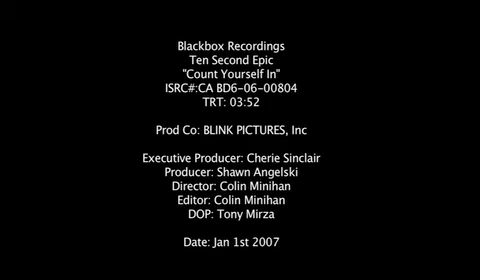 Blackbox Recordings
Ten Second Epic
"Count Yourself In"
ISRC#:CA BD6-06-00804
TRT: 03:52
Prod Co: BLINK PICTURES, Inc
Executive Producer: Cherie Sinclair
Producer: Shawn Angelski
Director: Colin Minihan
Editor: Colin Minihan
DOP: Tony Mirza
Date: Jan 1st 2007